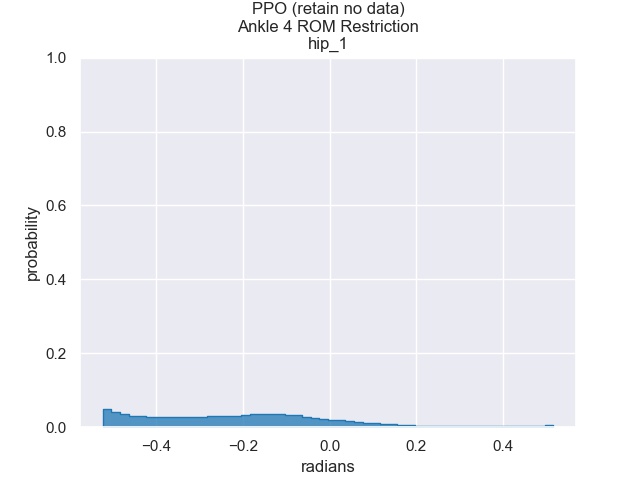 PPO (retain no data)
Ankle 4 ROM Restriction
hip_1
1.0
0.8
0.6
0.4
0.2
0.0
probability
−0.4
−0.2
0.0
0.2
0.4
radians